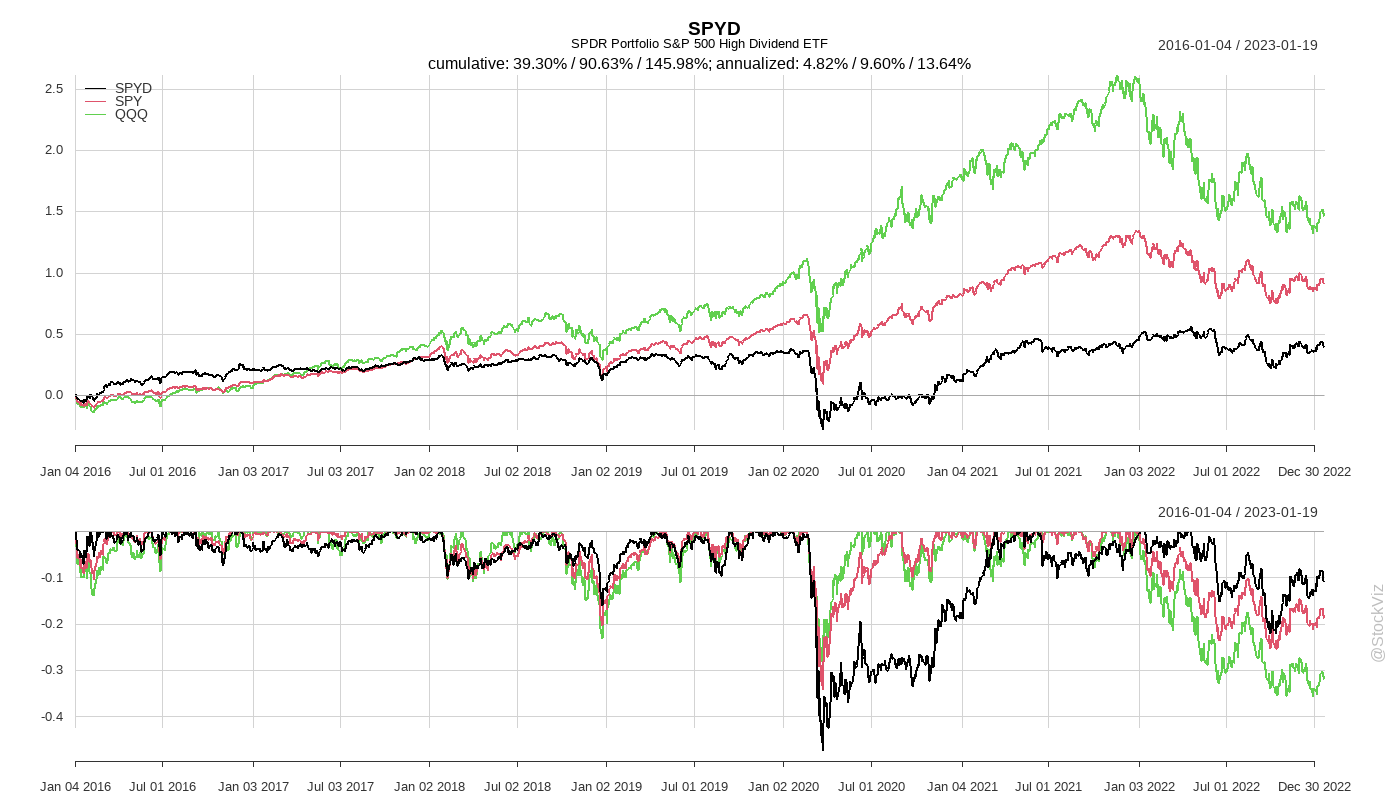 SPYD
SPDR Portfolio S&P 500 High Dividend ETF
2016-01-04 / 2023-01-19
cumulative: 39.30% / 90.63% / 145.98%; annualized: 4.82% / 9.60% / 13.64%
SPYD
SPY
QQQ
2.5
2.0
1.5
1.0
0.5
0.0
Jan 04 2016 Jul 01 2016 Jan 03 2017 Jul 03 2017 Jan 02 2018 Jul 02 2018 Jan 02 2019 Jul 01 2019 Jan 02 2020 Jul 01 2020 Jan 04 2021 Jul 01 2021 Jan 03 2022 Jul 01 2022 Dec 30 2022
2016-01-04 / 2023-01-19
-0.1
-0.2
-0.3
-0.4
Jan 04 2016 Jul 01 2016 Jan 03 2017 Jul 03 2017 Jan 02 2018 Jul 02 2018 Jan 02 2019 Jul 01 2019 Jan 02 2020 Jul 01 2020 Jan 04 2021 Jul 01 2021 Jan 03 2022 Jul 01 2022 Dec 30 2022
@StockViz